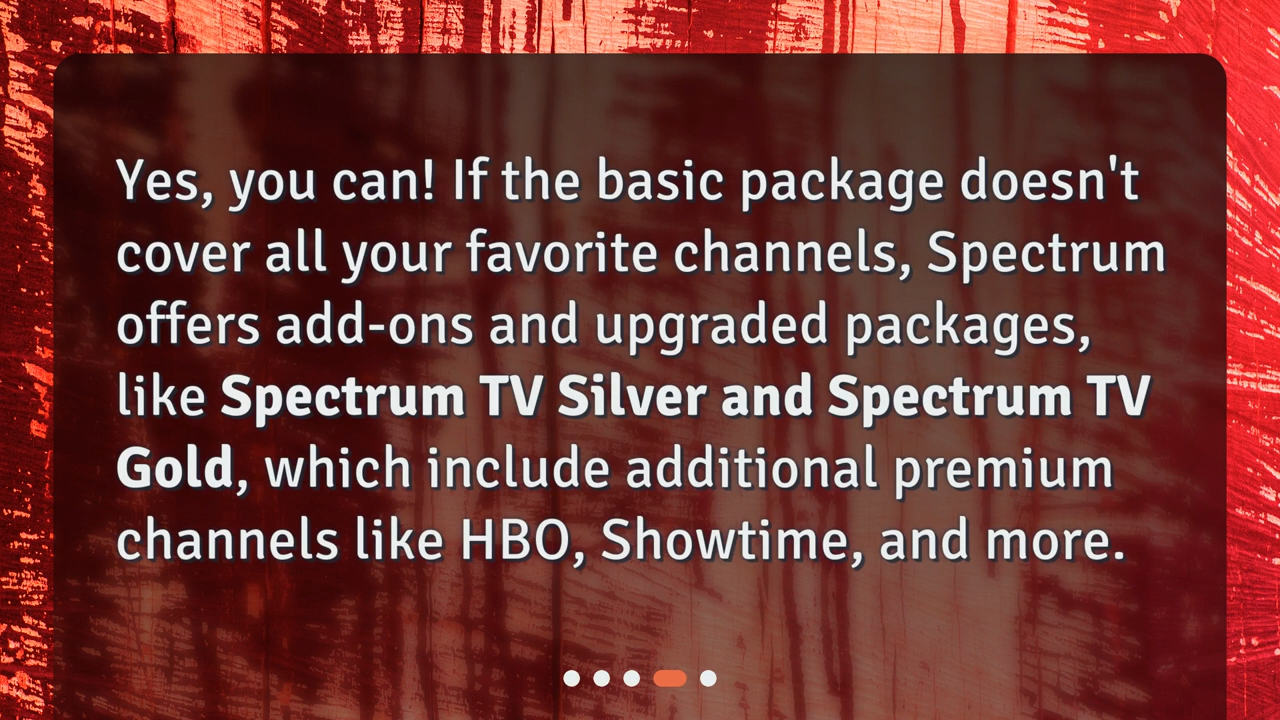 Yes, you can! If the basic package doesn't
cover all your favorite channels, Spectrum
offers add-ons and upgraded packages,
like Spectrum TV Silver and Spectrum TV
Gold, which include additional premium
channels like HBO, Showtime, and more.